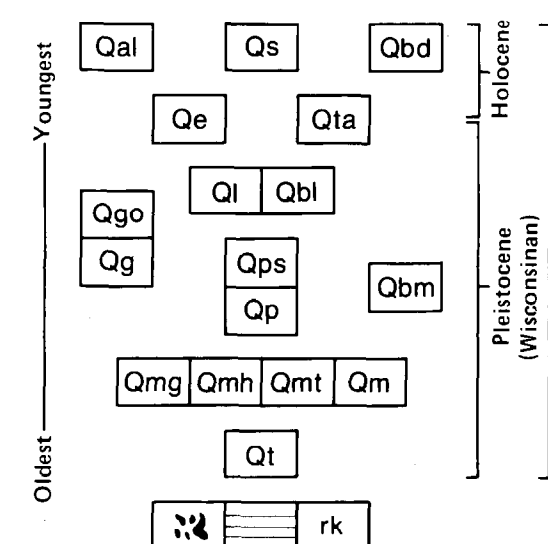 Youngest
Oldest
Qal Qs Qbd
Qe Qta
Ql Qbl
Qgo
Qg
Qps
Qp
Qbm
Qmg Qmh Qmt Qm
Qt
rk
Holocene
Pleistocene
(Wisconsinan)